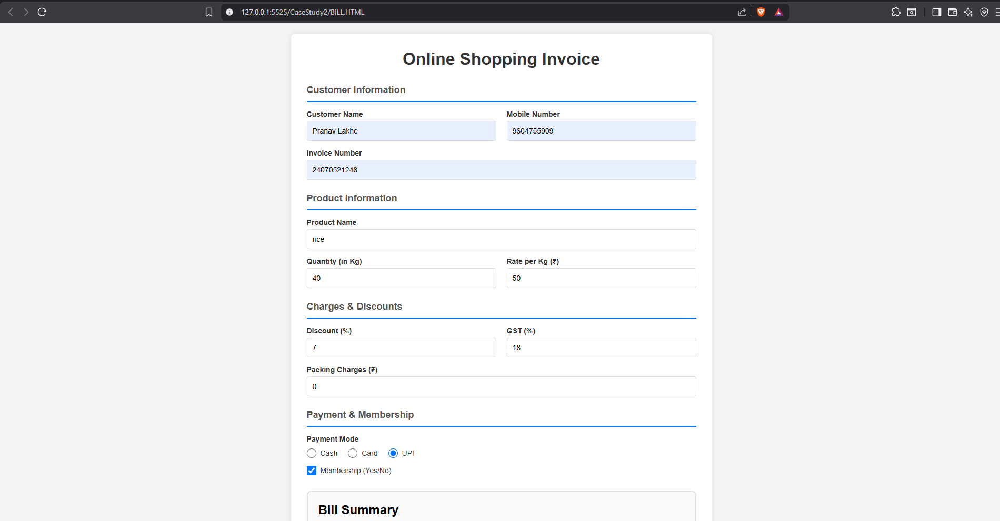 127.0.0.1:5525/CaseStudy2/BILL.HTML
Online Shopping Invoice
Customer Information
Customer Name Mobile Number
Pranav Lakhe 9604755909
Invoice Number
24070521248
Product Information
Product Name
rice
Quantity (in Kg) Rate per Kg (₹)
40 50
Charges & Discounts
Discount (%) GST (%)
7 18
Packing Charges (₹)
0
Payment & Membership
Payment Mode
Cash Card UPI
Membership (Yes/No)
Bill Summary